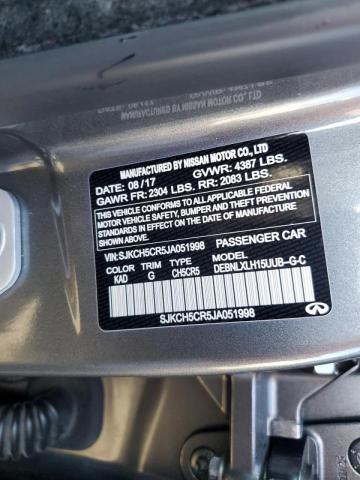 MANUFACTURED BY NISSAN MOTOR CO., LTD
DATE: 08/17 GVWR: 4387 LBS.
GAWR FR: 2304 LBS. RR: 2083 LBS.
THIS VEHICLE CONFORMS TO ALL APPLICABLE FEDERAL
MOTOR VEHICLE SAFETY, BUMPER, AND THEFT PREVENTION
STANDARDS IN EFFECT ON THE DATE OF MANUFACTURE
SHOWN ABOVE.
VIN:SJKCH5CR5JA051998 PASSENGER CAR
COLOR TRIM TYPE MODEL
KAD G CH5CR5 DEBNLXLH15UUB-G-C
SJKCH5CR5JA051998